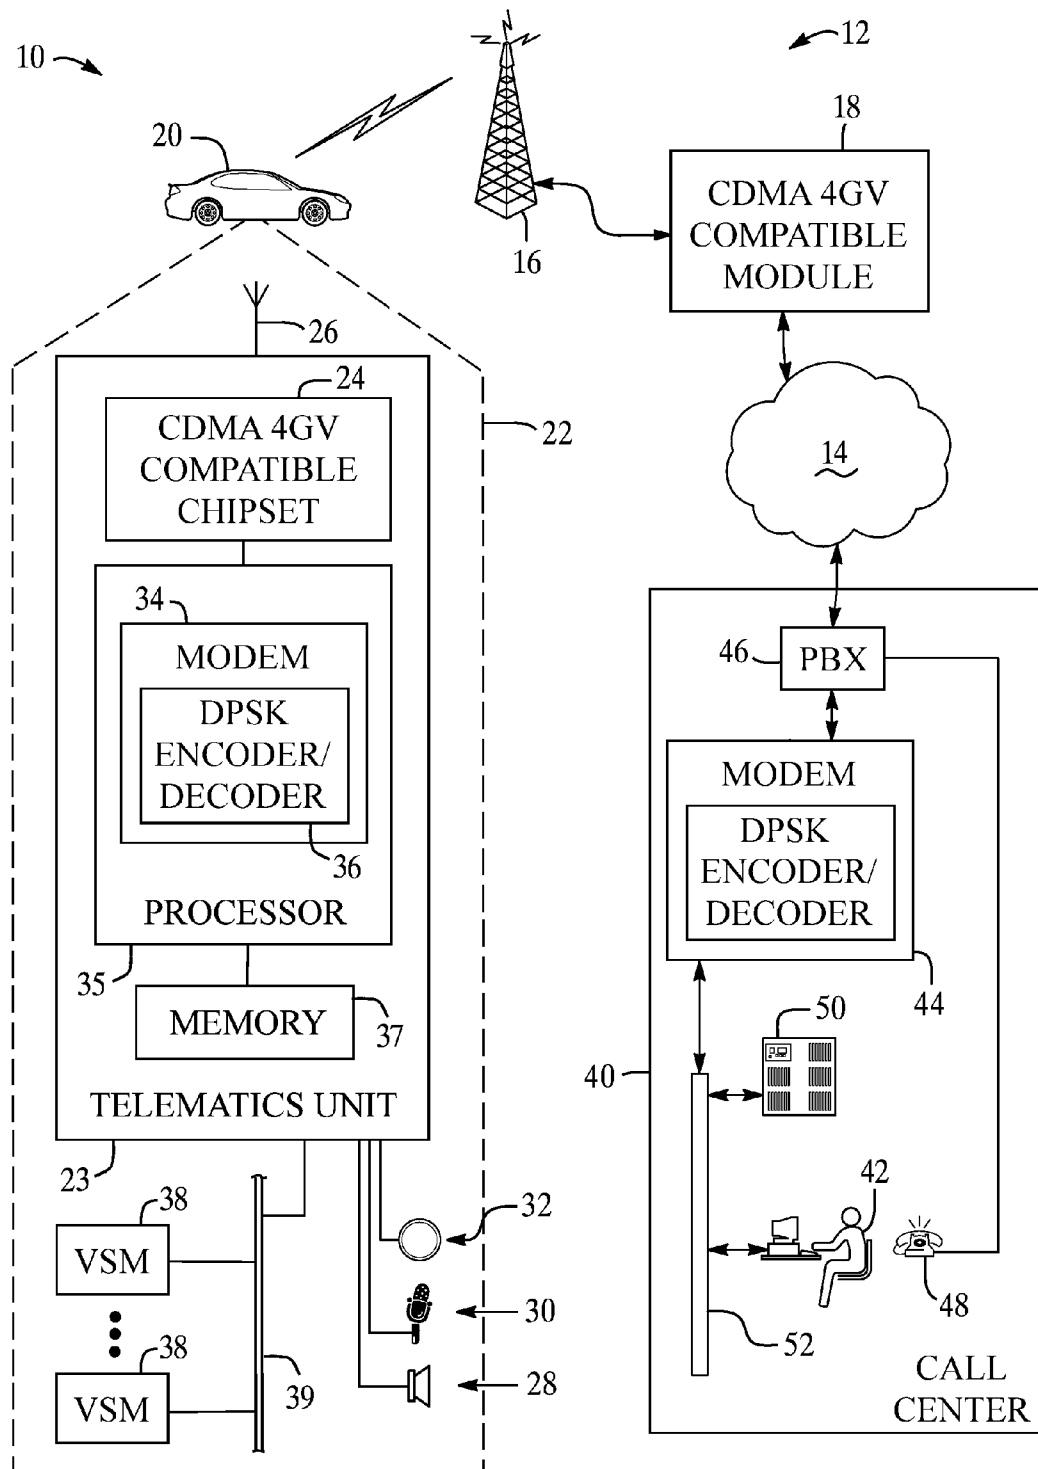 10
12
20
18
CDMA 4GV
COMPATIBLE
MODULE
16
26
24
CDMA 4GV
COMPATIBLE
CHIPSET
22
14
34
MODEM
DPSK
ENCODER/
DECODER
36
PROCESSOR
35
MEMORY
37
TELEMATICS UNIT
23
38
VSM
38
VSM
39
32
30
28
46
PBX
MODEM
DPSK
ENCODER/
DECODER
44
50
40
42
48
52
CALL
CENTER